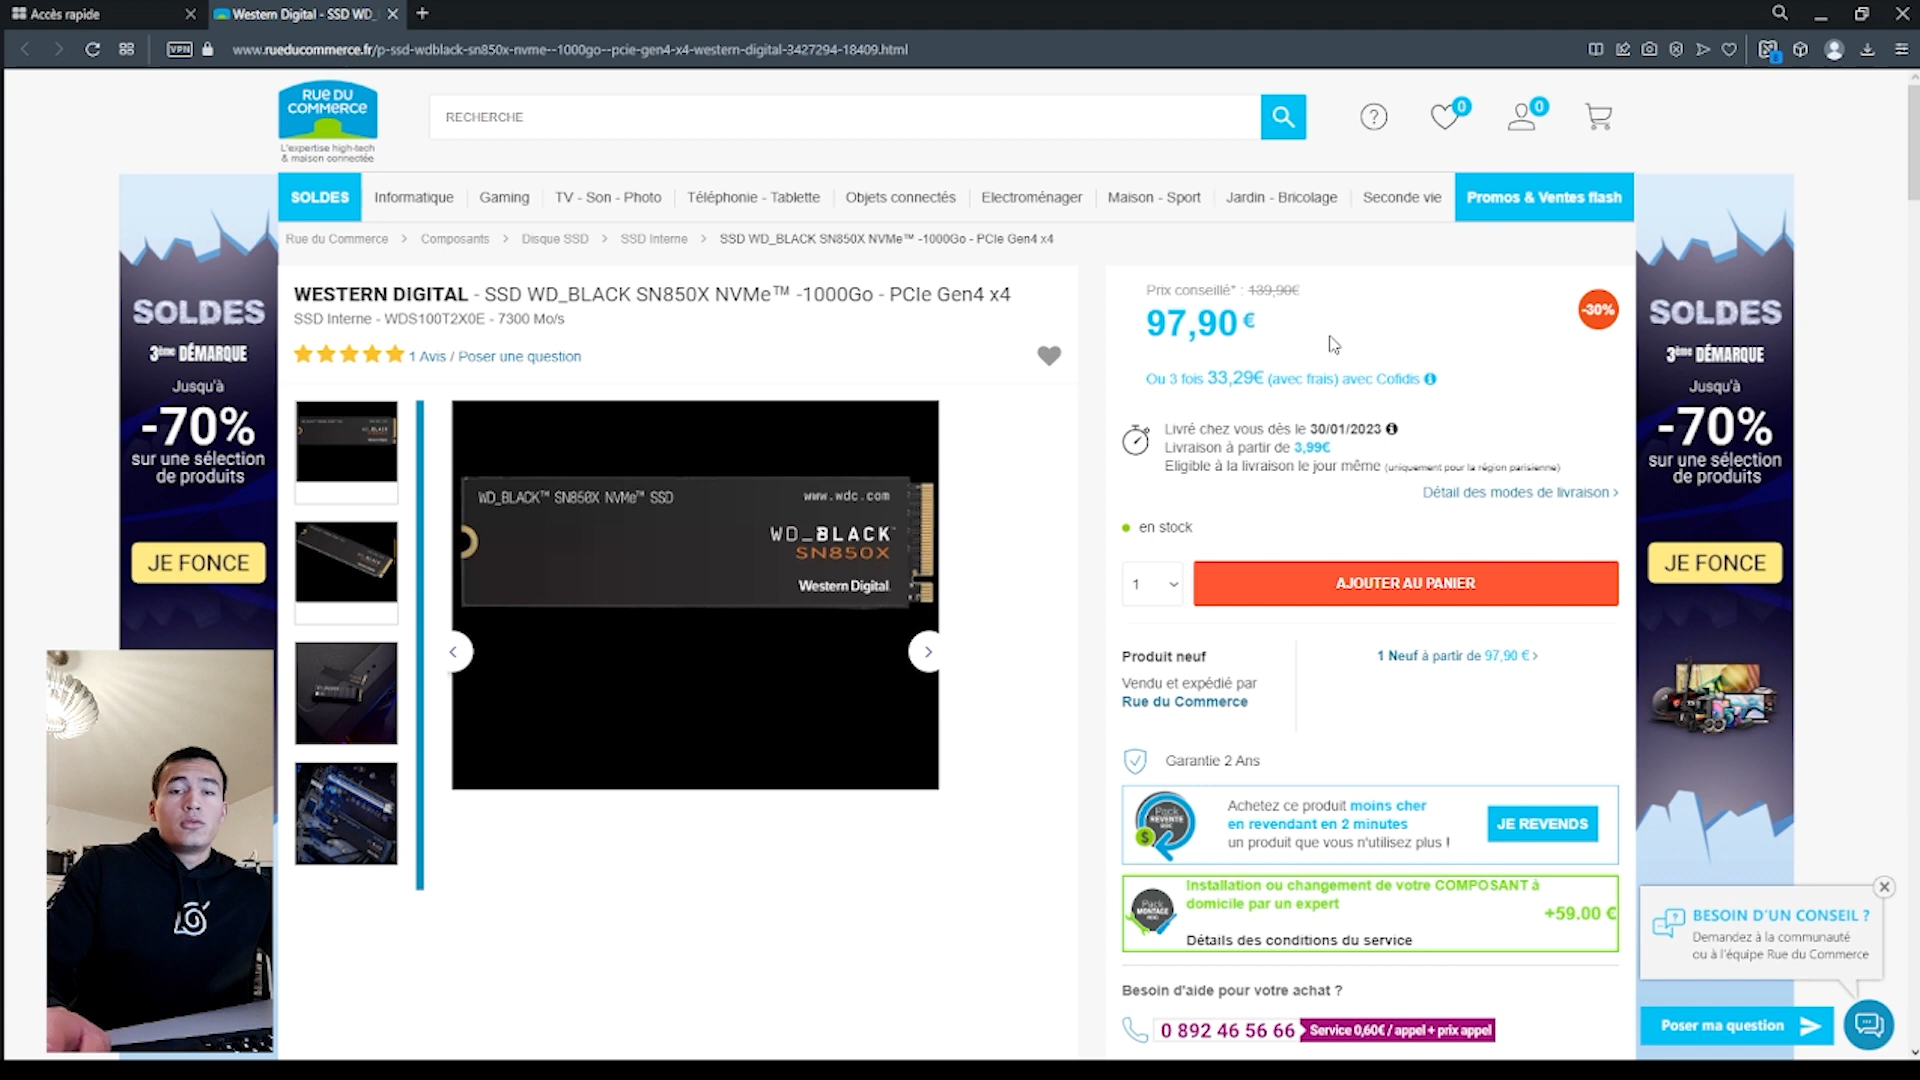 Accès rapide
Western Digital - SSD WD_
VPN
www.rueducommerce.fr/p-ssd-wdblack-sn850x-nvme--1000go--pcie-gen4-x4-western-digital-3427294-18409.html
RUE DU
COMMERCE
L'expertise high-tech
& maison connectée
RECHERCHE
0
0
SOLDES
Informatique
Gaming
TV - Son - Photo
Téléphonie - Tablette
Objets connectés
Electroménager
Maison - Sport
Jardin - Bricolage
Seconde vie
Promos & Ventes flash
Rue du Commerce > Composants > Disque SSD > SSD Interne > SSD WD_BLACK SN850X NVMe™ -1000Go - PCIe Gen4 x4
SOLDES
3ème DÉMARQUE
Jusqu'à
-70%
sur une sélection
de produits
JE FONCE
WESTERN DIGITAL - SSD WD_BLACK SN850X NVMe™ -1000Go - PCIe Gen4 x4
SSD Interne - WDS100T2X0E - 7300 Mo/s
1 Avis / Poser une question
WD_BLACK™ SN850X NVMe™ SSD
www.wdc.com
WD_BLACK™
SN850X
Western Digital.
Prix conseillé* : 139,90€
97,90 €
-30%
Ou 3 fois 33,29€ (avec frais) avec Cofidis
Livré chez vous dès le 30/01/2023
Livraison à partir de 3,99€
Eligible à la livraison le jour même (uniquement pour la région parisienne)
Détail des modes de livraison >
en stock
1
AJOUTER AU PANIER
Produit neuf
Vendu et expédié par
Rue du Commerce
1 Neuf à partir de 97,90 € >
Garantie 2 Ans
Pack
REVENTE
Achetez ce produit moins cher
en revendant en 2 minutes
un produit que vous n'utilisez plus !
JE REVENDS
Pack
MONTAGE
Installation ou changement de votre COMPOSANT à
domicile par un expert
+59.00 €
Détails des conditions du service
Besoin d'aide pour votre achat ?
0 892 46 56 66 Service 0,60€ / appel + prix appel
SOLDES
3ème DÉMARQUE
Jusqu'à
-70%
sur une sélection
de produits
JE FONCE
BESOIN D'UN CONSEIL ?
Demandez à la communauté
ou à l'équipe Rue du Commerce
Poser ma question